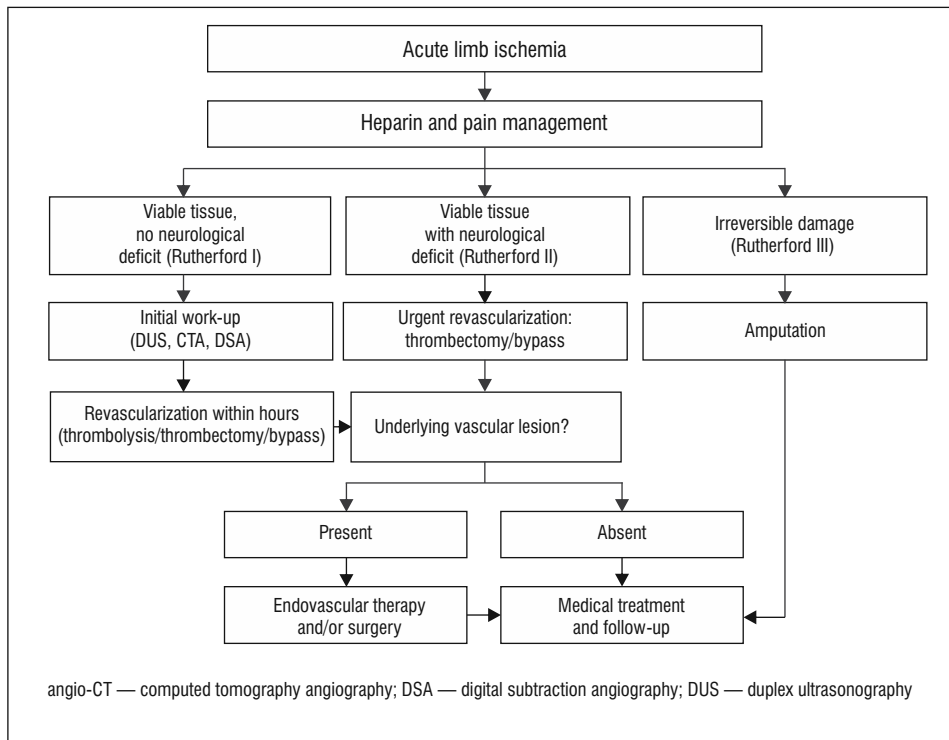 Acute limb ischemia
Heparin and pain management
Viable tissue,
no neurological
deficit (Rutherford I)
Viable tissue
with neurological
deficit (Rutherford II)
Irreversible damage
(Rutherford III)
Initial work-up
(DUS, CTA, DSA)
Urgent revascularization:
thrombectomy/bypass
Amputation
Revascularization within hours
(thrombolysis/thrombectomy/bypass)
Underlying vascular lesion?
Present
Absent
Endovascular therapy
and/or surgery
Medical treatment
and follow-up
angio-CT — computed tomography angiography; DSA — digital subtraction angiography; DUS — duplex ultrasonography